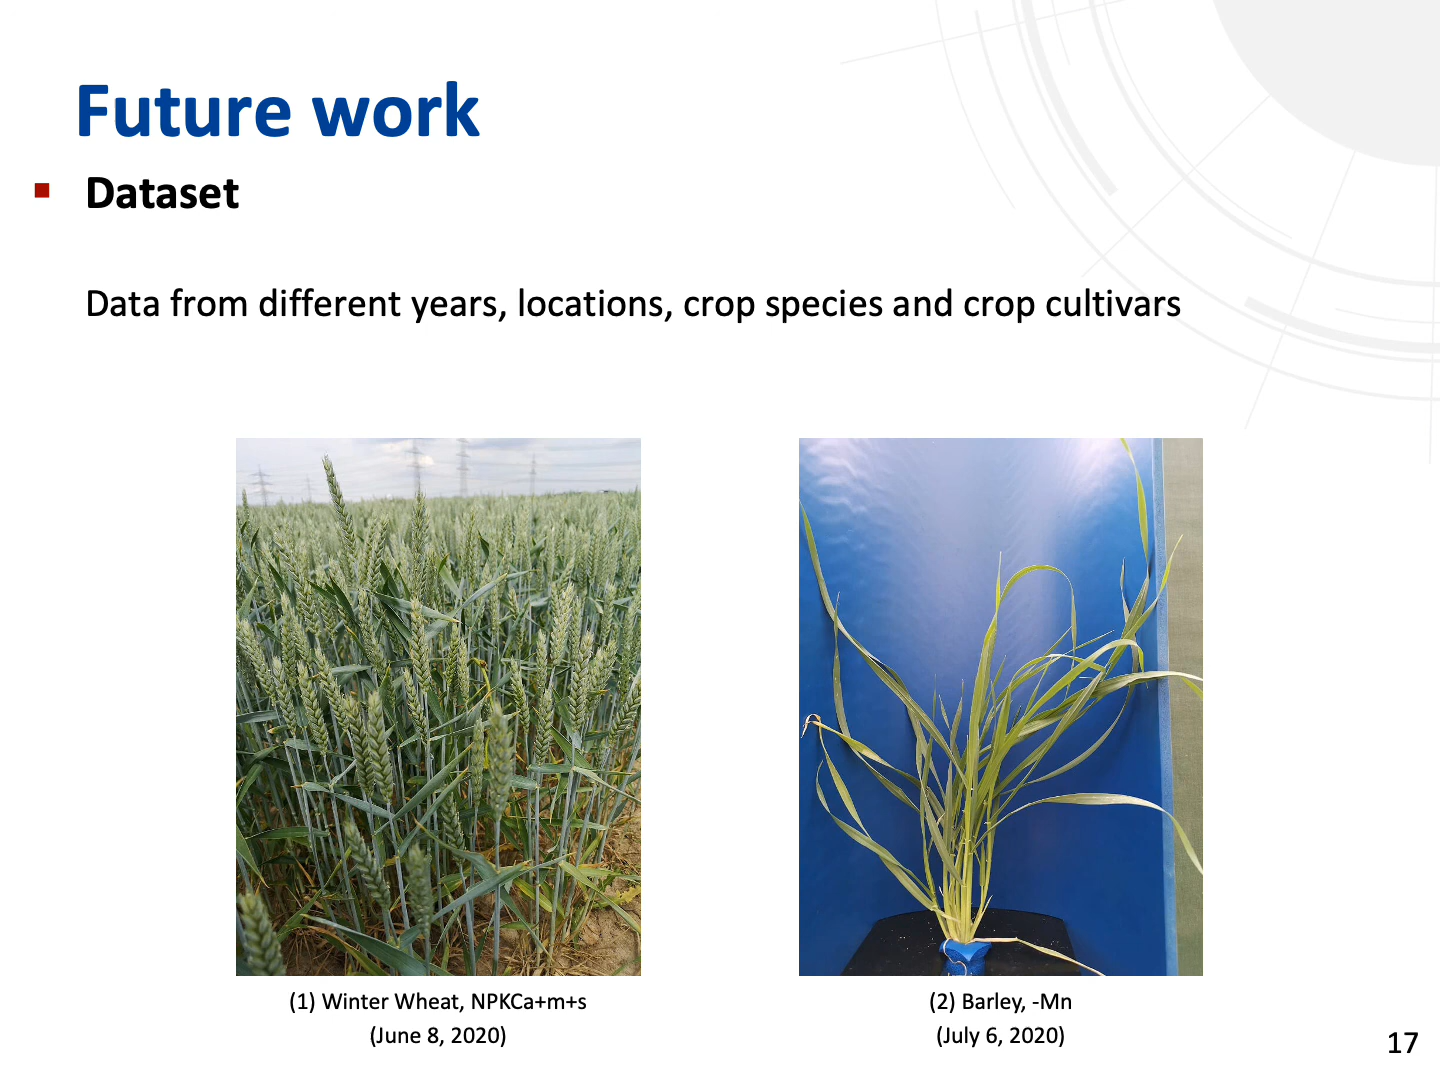 Future work
Dataset
Data from different years, locations, crop species and crop cultivars
(1) Winter Wheat, NPKCa+m+s
(June 8, 2020)
(2) Barley, -Mn
(July 6, 2020)
17